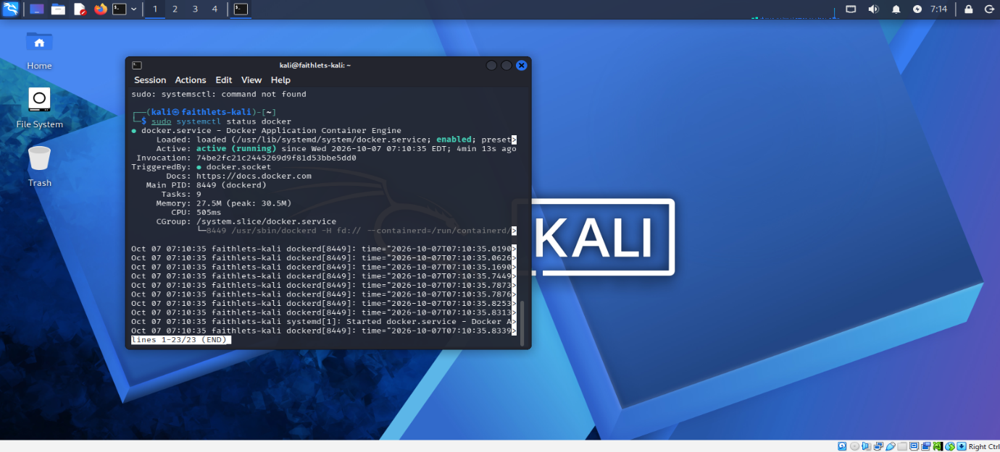 1 2 3 4
7:14
Home
File System
Trash
kali@faithlets-kali: ~
Session Actions Edit View Help
sudo: systemsctl: command not found
┌──(kali㉿faithlets-kali)-[~]
└─$ sudo systemctl status docker
● docker.service - Docker Application Container Engine
Loaded: loaded (/usr/lib/systemd/system/docker.service; enabled; preset>
Active: active (running) since Wed 2026-10-07 07:10:35 EDT; 4min 13s ago
Invocation: 74be2fc21c2445269d9f81d53bbe5dd0
TriggeredBy: ● docker.socket
Docs: https://docs.docker.com
Main PID: 8449 (dockerd)
Tasks: 9
Memory: 27.5M (peak: 30.5M)
CPU: 505ms
CGroup: /system.slice/docker.service
└─8449 /usr/sbin/dockerd -H fd:// --containerd=/run/containerd/>
Oct 07 07:10:35 faithlets-kali dockerd[8449]: time="2026-10-07T07:10:35.0190>
Oct 07 07:10:35 faithlets-kali dockerd[8449]: time="2026-10-07T07:10:35.0626>
Oct 07 07:10:35 faithlets-kali dockerd[8449]: time="2026-10-07T07:10:35.1690>
Oct 07 07:10:35 faithlets-kali dockerd[8449]: time="2026-10-07T07:10:35.7449>
Oct 07 07:10:35 faithlets-kali dockerd[8449]: time="2026-10-07T07:10:35.7873>
Oct 07 07:10:35 faithlets-kali dockerd[8449]: time="2026-10-07T07:10:35.7876>
Oct 07 07:10:35 faithlets-kali dockerd[8449]: time="2026-10-07T07:10:35.8253>
Oct 07 07:10:35 faithlets-kali dockerd[8449]: time="2026-10-07T07:10:35.8313>
Oct 07 07:10:35 faithlets-kali systemd[1]: Started docker.service - Docker A>
Oct 07 07:10:35 faithlets-kali dockerd[8449]: time="2026-10-07T07:10:35.8339>
lines 1-23/23 (END)
KALI
Right Ctrl